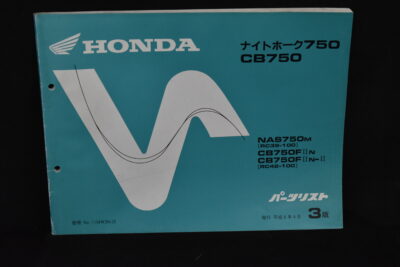 HONDA
ナイトホーク750
CB750
NAS750M
[RC39-100]
CB750FⅡN
CB750FⅡN-Ⅱ
[RC42-100]
パーツリスト
3版